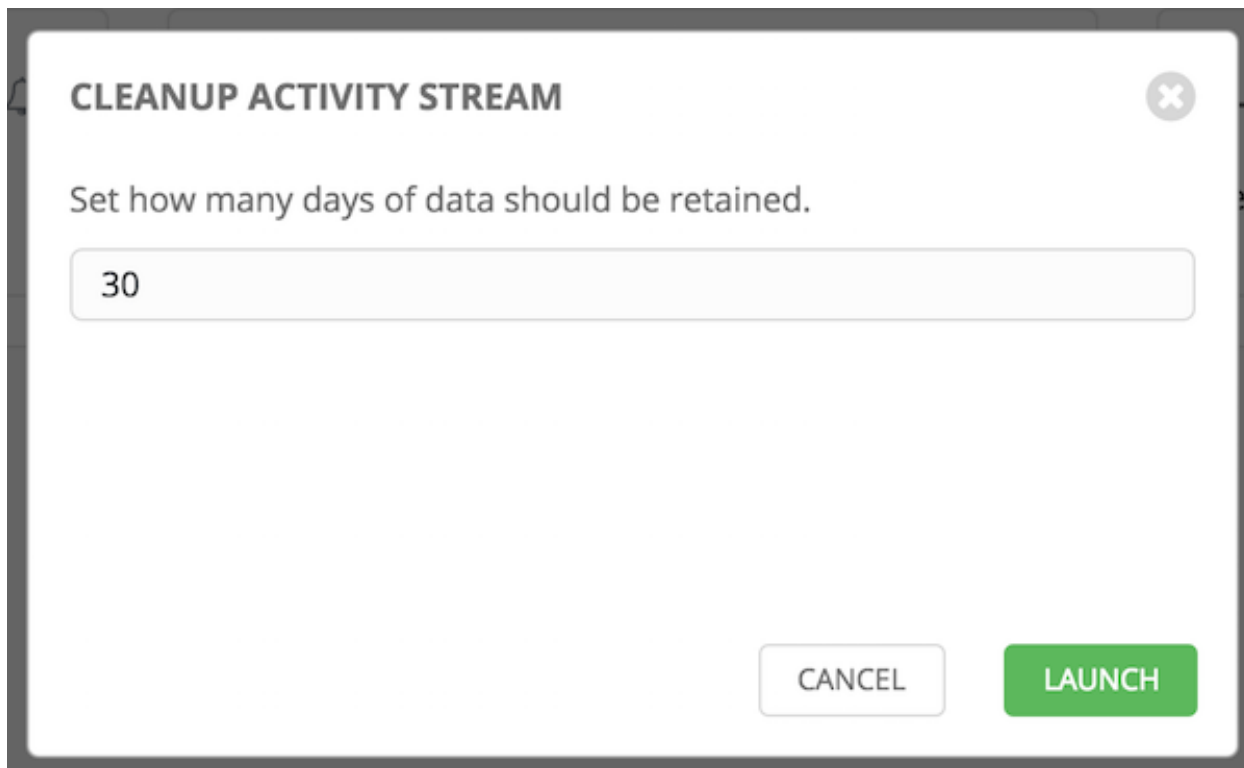 CLEANUP ACTIVITY STREAM
Set how many days of data should be retained.
30
CANCEL
LAUNCH